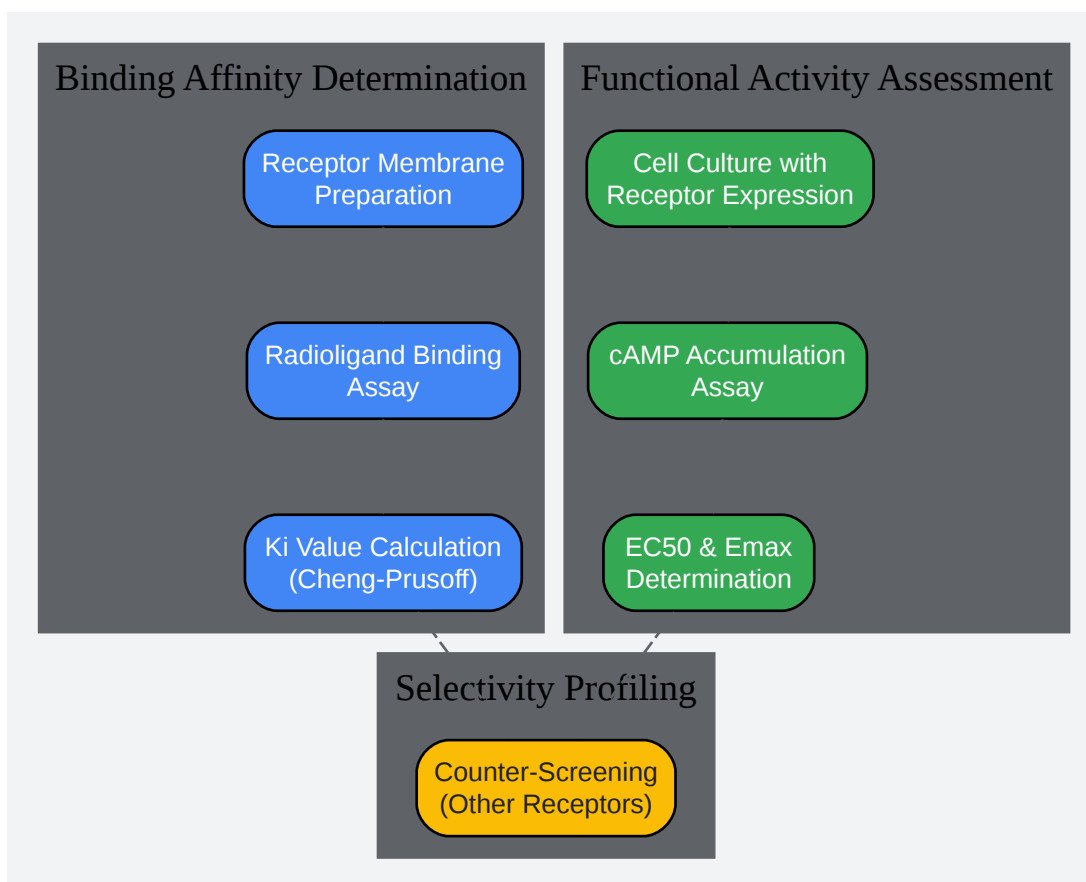 Binding Affinity Determination
Receptor Membrane
Preparation
Radioligand Binding
Assay
Ki Value Calculation
(Cheng-Prusoff)
Functional Activity Assessment
Cell Culture with
Receptor Expression
cAMP Accumulation
Assay
EC50 & Emax
Determination
Selectivity Profiling
Counter-Screening
(Other Receptors)